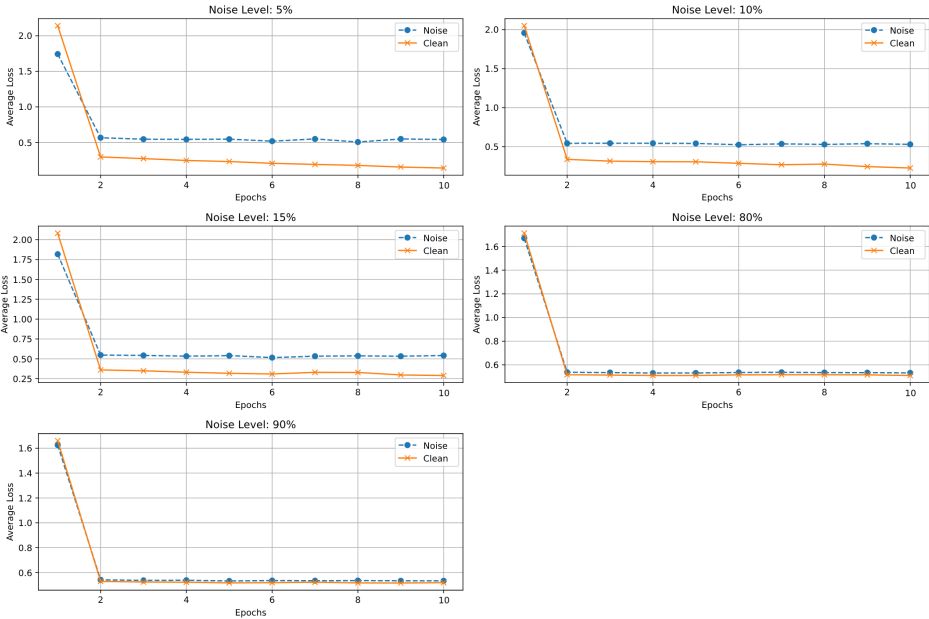 Noise Level: 5%
Average Loss
2.0
1.5
1.0
0.5
2
4
6
8
10
Epochs
Noise
Clean
Noise Level: 10%
Average Loss
2.0
1.5
1.0
0.5
2
4
6
8
10
Epochs
Noise
Clean
Noise Level: 15%
Average Loss
2.00
1.75
1.50
1.25
1.00
0.75
0.50
0.25
2
4
6
8
10
Epochs
Noise
Clean
Noise Level: 80%
Average Loss
1.6
1.4
1.2
1.0
0.8
0.6
2
4
6
8
10
Epochs
Noise
Clean
Noise Level: 90%
Average Loss
1.6
1.4
1.2
1.0
0.8
0.6
2
4
6
8
10
Epochs
Noise
Clean